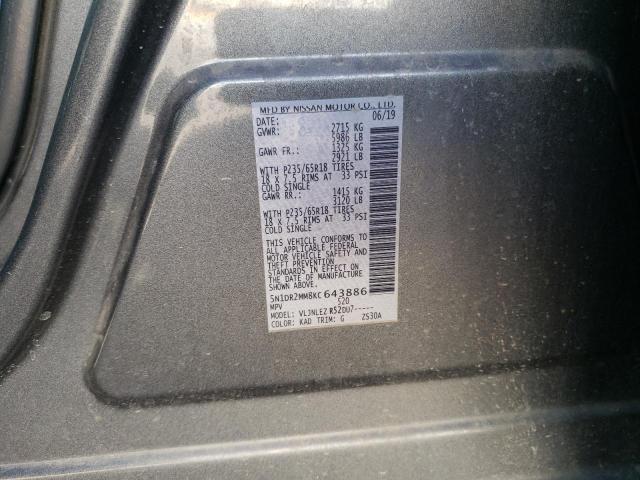 MFD BY NISSAN MOTOR CO., LTD.
DATE: 06/19
GVWR: 2715 KG
5986 LB
GAWR FR.: 1325 KG
2921 LB
WITH P235/65R18 TIRES
18 x 7.5 RIMS AT 33 PSI
COLD SINGLE
GAWR RR.: 1415 KG
3120 LB
WITH P235/65R18 TIRES
18 x 7.5 RIMS AT 33 PSI
COLD SINGLE
THIS VEHICLE CONFORMS TO
ALL APPLICABLE FEDERAL
MOTOR VEHICLE SAFETY AND
THEFT PREVENTION
STANDARDS IN EFFECT ON
THE DATE OF MANUFACTURE
SHOWN ABOVE.
5N1DR2MM8KC643886
MPV S20
MODEL: VLJNLEZ R52DU7-----
COLOR: KAD TRIM: G ZS30A